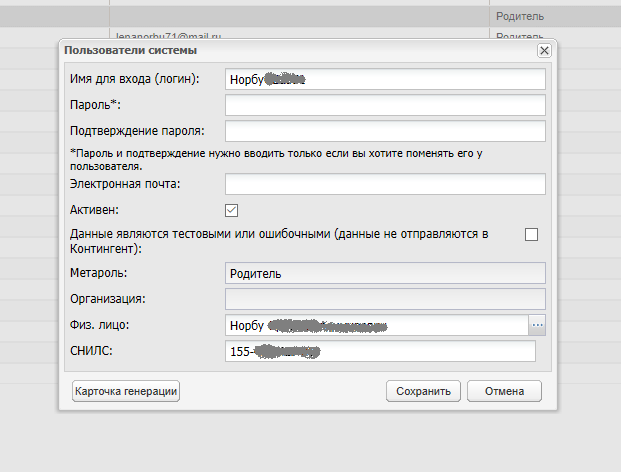 Родитель
lenanorbu71@mail.ru
Родитель
Пользователи системы
Имя для входа (логин): Норбу
Пароль*:
Подтверждение пароля:
*Пароль и подтверждение нужно вводить только если вы хотите поменять его у
пользователя.
Электронная почта:
Активен:
Данные являются тестовыми или ошибочными (данные не отправляются в
Контингент):
Метароль: Родитель
Организация:
Физ. лицо: Норбу ...
СНИЛС: 155-
Карточка генерации Сохранить Отмена